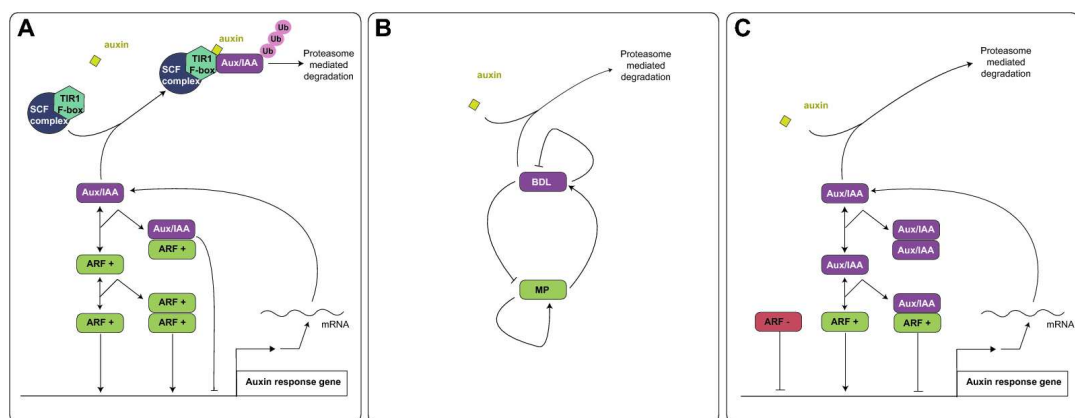 A
auxin
Ub
Ub
Ub
TIR1
F-box
Aux/IAA
SCF
complex
Proteasome
mediated
degradation
TIR1
F-box
SCF
complex
Aux/IAA
Aux/IAA
ARF +
ARF +
ARF +
ARF +
ARF +
mRNA
Auxin response gene
auxin
B
Proteasome
mediated
degradation
auxin
BDL
MP
C
Proteasome
mediated
degradation
auxin
Aux/IAA
Aux/IAA
Aux/IAA
Aux/IAA
Aux/IAA
ARF -
ARF +
ARF +
mRNA
Auxin response gene